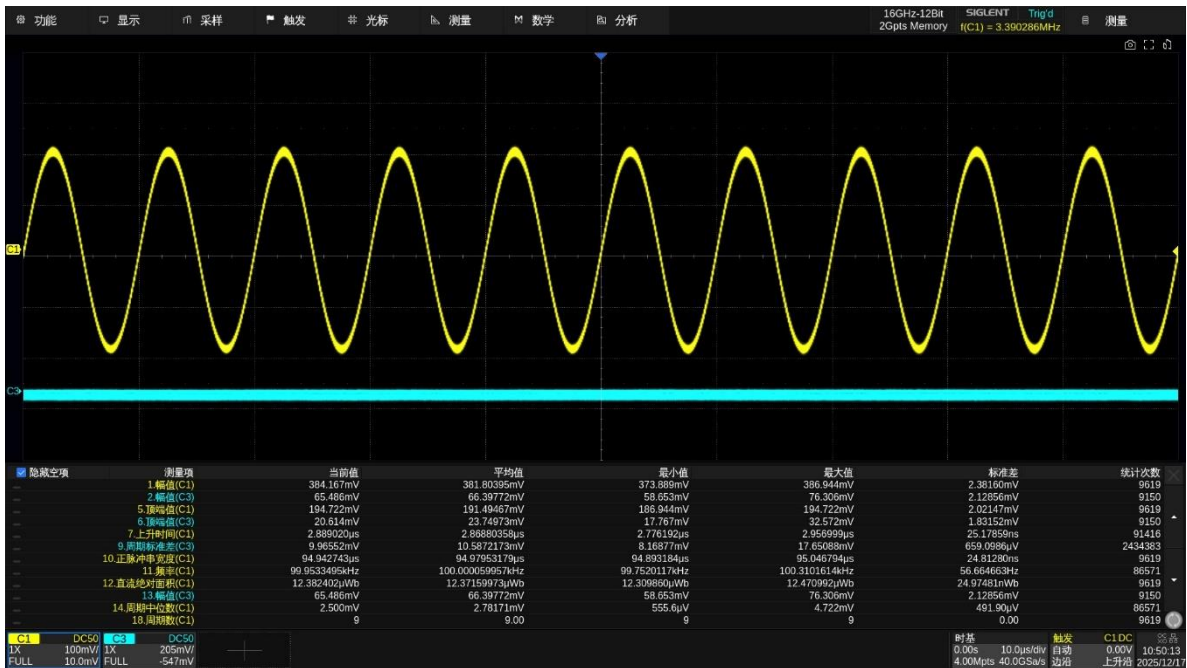 功能 显示 采样 触发 光标 测量 数学 分析 16GHz-12Bit SIGLENT Trig'd 测量
2Gpts Memory f(C1) = 3.390286MHz
C1
C3
隐藏空项 测量项 当前值 平均值 最小值 最大值 标准差 统计次数
1.幅值(C1) 384.167mV 381.80395mV 373.889mV 386.944mV 2.38160mV 9619
2.幅值(C3) 65.486mV 66.39772mV 58.653mV 76.306mV 2.12856mV 9150
5.顶端值(C1) 194.722mV 191.49467mV 186.944mV 194.722mV 2.02147mV 9619
6.顶端值(C3) 20.614mV 23.74973mV 17.767mV 32.572mV 1.83152mV 9150
7.上升时间(C1) 2.889020µs 2.86880358µs 2.776192µs 2.956999µs 25.17859ns 91416
9.周期标准差(C3) 9.96552mV 10.5872173mV 8.16877mV 17.65088mV 659.0986µV 2434383
10.正脉冲串宽度(C1) 94.942743µs 94.97953179µs 94.893184µs 95.046794µs 24.81280ns 9619
11.频率(C1) 99.9533495kHz 100.000059957kHz 99.7520117kHz 100.3101614kHz 56.664663Hz 86571
12.直流绝对面积(C1) 12.382402µWb 12.37159973µWb 12.309860µWb 12.470992µWb 24.97481nWb 9619
13.幅值(C3) 65.486mV 66.39772mV 58.653mV 76.306mV 2.12856mV 9150
14.周期中位数(C1) 2.500mV 2.78171mV 555.6µV 4.722mV 491.90µV 86571
18.周期数(C1) 9 9.00 9 9 0.00 9619
C1 DC50 C3 DC50 时基 触发 C1 DC
1X 100mV/ 1X 205mV/ 0.00s 10.0µs/div 自动 0.00V 10:50:13
FULL 10.0mV FULL -547mV 4.00Mpts 40.0GSa/s 边沿 上升沿 2025/12/17